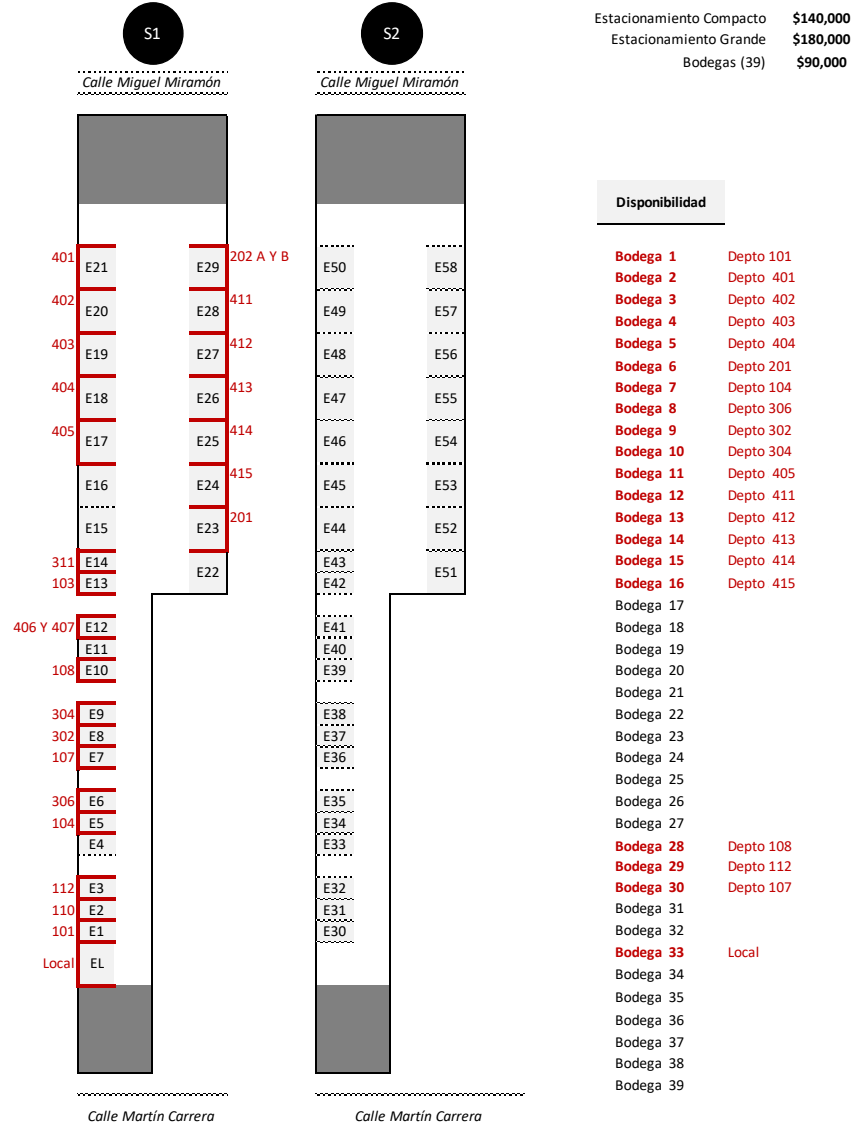 S1
S2
Estacionamiento Compacto $140,000
Estacionamiento Grande $180,000
Bodegas (39) $90,000
Calle Miguel Miramón
Calle Miguel Miramón
Disponibilidad
401 E21 E29 202 A Y B
402 E20 E28 411
403 E19 E27 412
404 E18 E26 413
405 E17 E25 414
E16 E24 415
E15 E23 201
311 E14 E22
103 E13
406 Y 407 E12
E11
108 E10
304 E9
302 E8
107 E7
306 E6
104 E5
E4
112 E3
110 E2
101 E1
Local EL
E50 E58
E49 E57
E48 E56
E47 E55
E46 E54
E45 E53
E44 E52
E43 E51
E42
E41
E40
E39
E38
E37
E36
E35
E34
E33
E32
E31
E30
Bodega 1 Depto 101
Bodega 2 Depto 401
Bodega 3 Depto 402
Bodega 4 Depto 403
Bodega 5 Depto 404
Bodega 6 Depto 201
Bodega 7 Depto 104
Bodega 8 Depto 306
Bodega 9 Depto 302
Bodega 10 Depto 304
Bodega 11 Depto 405
Bodega 12 Depto 411
Bodega 13 Depto 412
Bodega 14 Depto 413
Bodega 15 Depto 414
Bodega 16 Depto 415
Bodega 17
Bodega 18
Bodega 19
Bodega 20
Bodega 21
Bodega 22
Bodega 23
Bodega 24
Bodega 25
Bodega 26
Bodega 27
Bodega 28 Depto 108
Bodega 29 Depto 112
Bodega 30 Depto 107
Bodega 31
Bodega 32
Bodega 33 Local
Bodega 34
Bodega 35
Bodega 36
Bodega 37
Bodega 38
Bodega 39
Calle Martín Carrera
Calle Martín Carrera